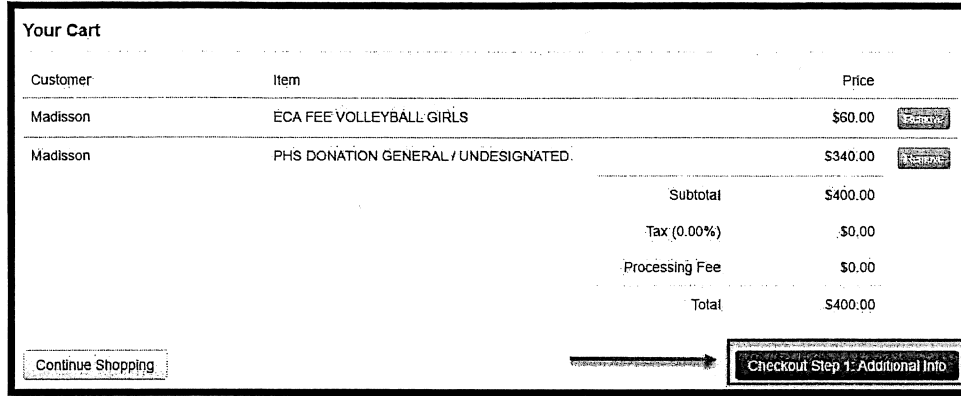 Your Cart
Customer Item Price
Madisson ECA FEE VOLLEYBALL GIRLS $60.00 Remove
Madisson PHS DONATION GENERAL / UNDESIGNATED. $340.00 Remove
Subtotal $400.00
Tax (0.00%) $0.00
Processing Fee $0.00
Total $400.00
Continue Shopping Checkout Step 1: Additional Info